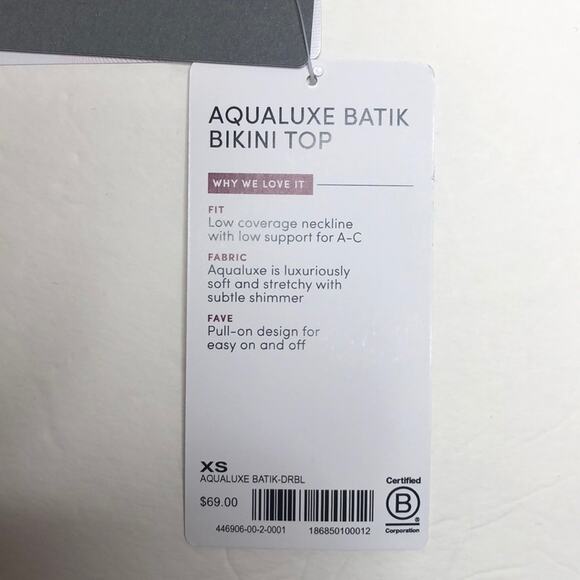 AQUALUXE BATIK
BIKINI TOP
WHY WE LOVE IT
FIT
Low coverage neckline
with low support for A-C
FABRIC
Aqualuxe is luxuriously
soft and stretchy with
subtle shimmer
FAVE
Pull-on design for
easy on and off
XS
AQUALUXE BATIK-DRBL
$69.00
446906-00-2-0001
186850100012
Certified
B®
Corporation